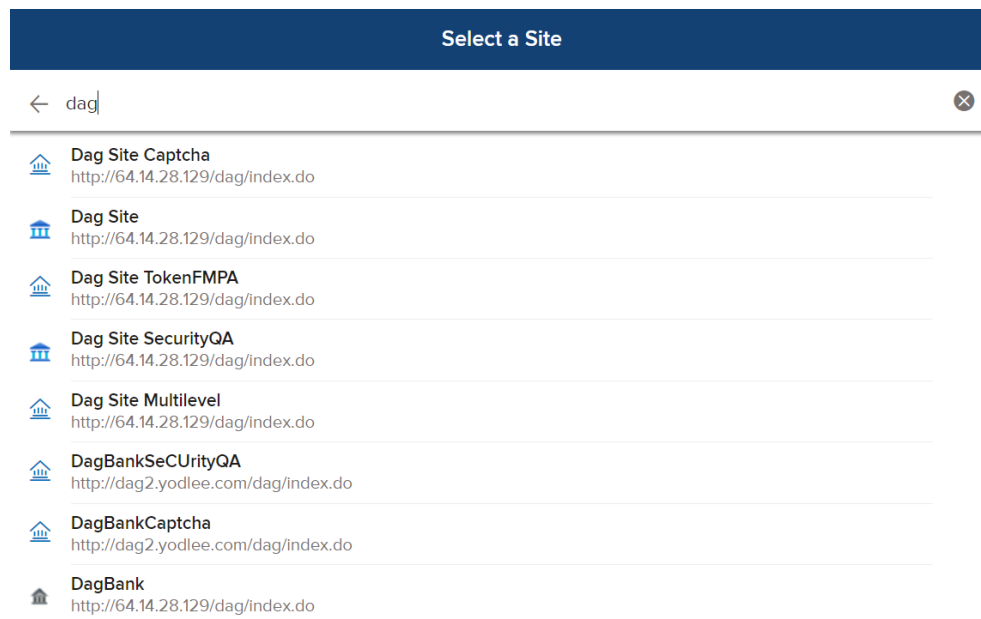 Select a Site
dag
Dag Site Captcha
http://64.14.28.129/dag/index.do
Dag Site
http://64.14.28.129/dag/index.do
Dag Site TokenFMPA
http://64.14.28.129/dag/index.do
Dag Site SecurityQA
http://64.14.28.129/dag/index.do
Dag Site Multilevel
http://64.14.28.129/dag/index.do
DagBankSeCUrityQA
http://dag2.yodlee.com/dag/index.do
DagBankCaptcha
http://dag2.yodlee.com/dag/index.do
DagBank
http://64.14.28.129/dag/index.do